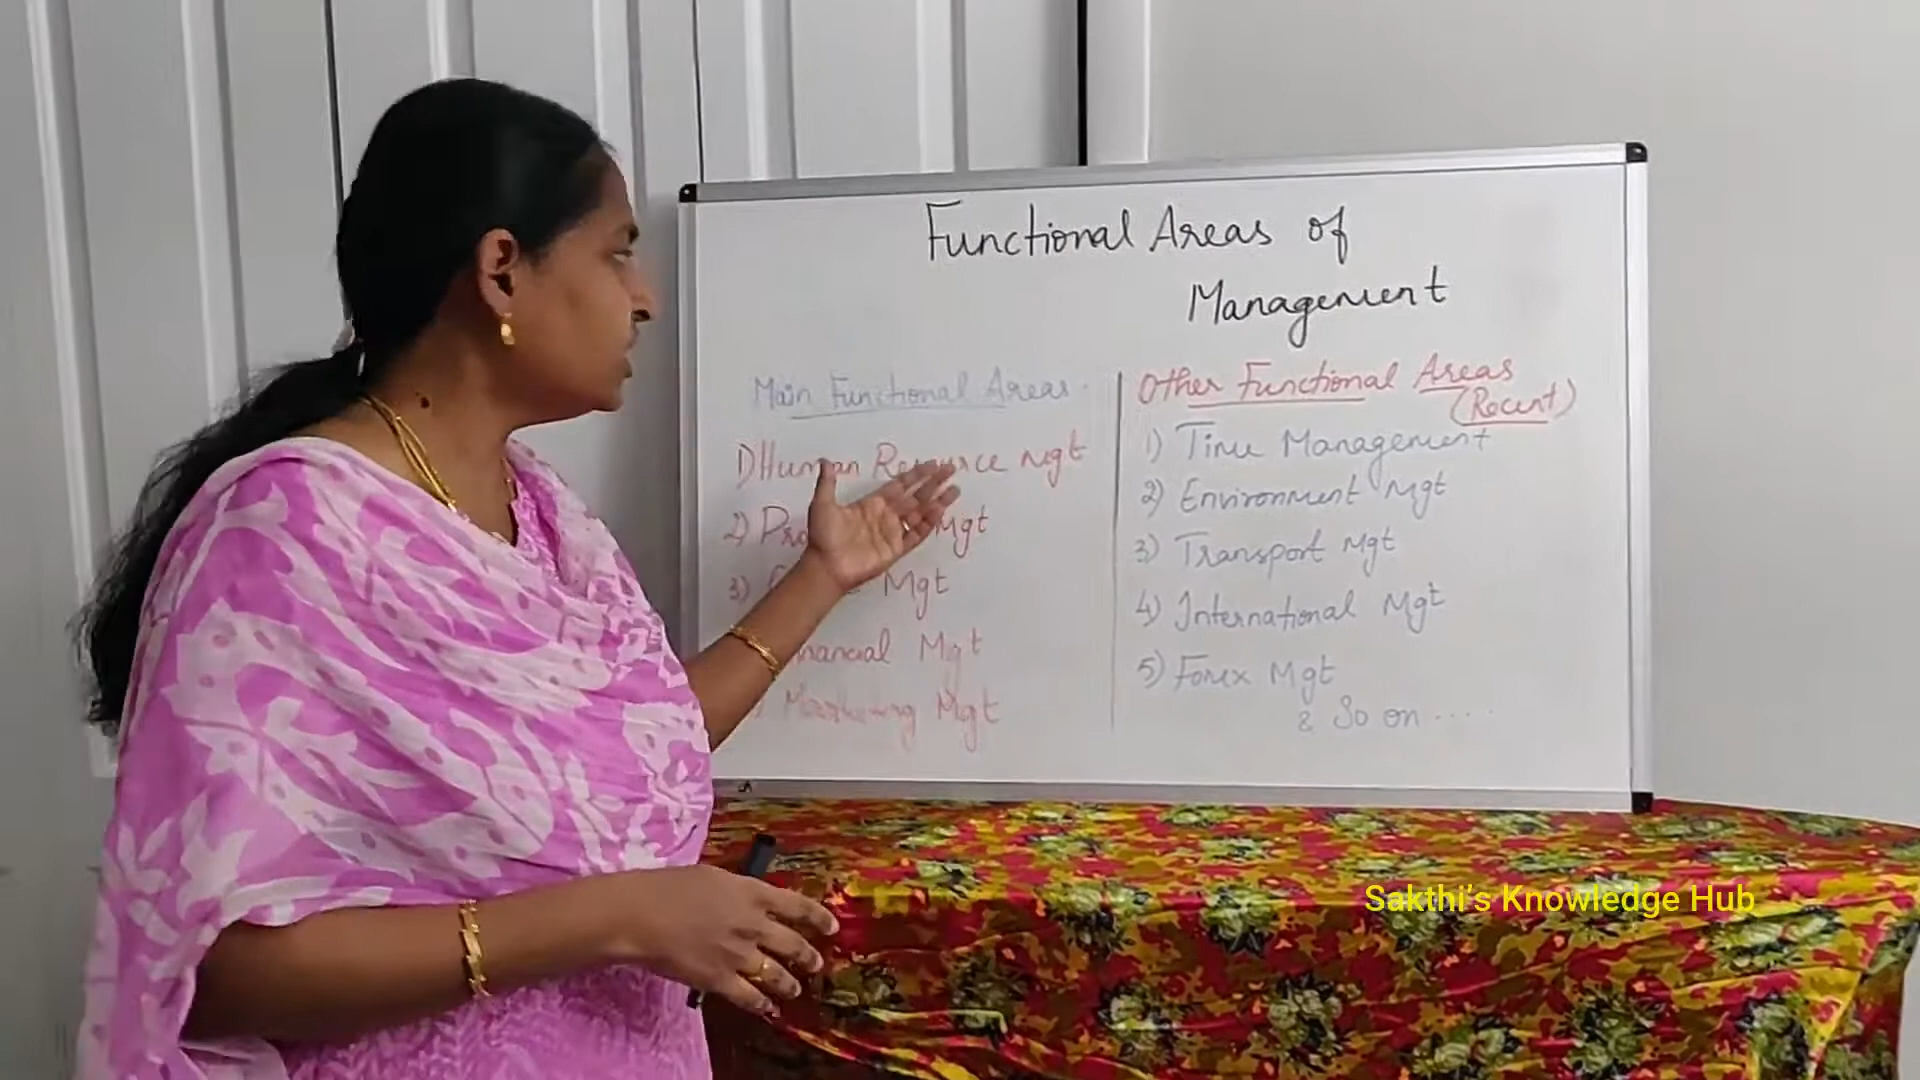 Functional Areas of
Management
Main Functional Areas.
1) Human Resource Mgt
2) Mgt
3) Mgt
Mgt
Marketing Mgt
Other Functional Areas
(Recent)
1) Time Management
2) Environment Mgt
3) Transport Mgt
4) International Mgt
5) Forex Mgt
& So on .....
Sakthi's Knowledge Hub